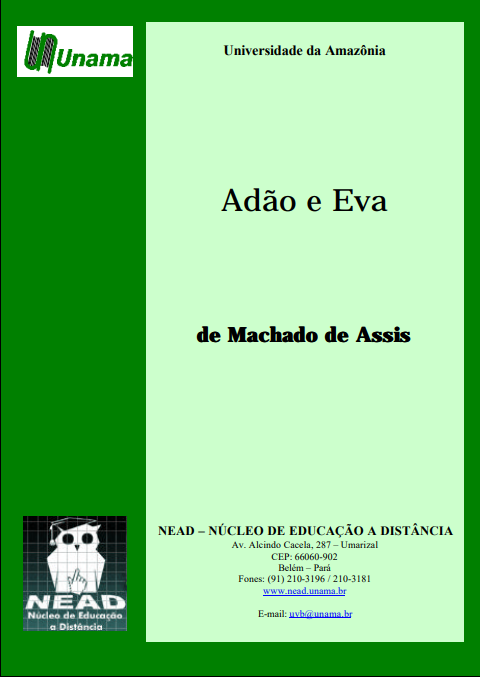 Unama
Universidade da Amazônia
Adão e Eva
de Machado de Assis
NEAD – NÚCLEO DE EDUCAÇÃO A DISTÂNCIA
Av. Alcindo Cacela, 287 – Umarizal
CEP: 66060-902
Belém – Pará
Fones: (91) 210-3196 / 210-3181
www.nead.unama.br
E-mail: uvb@unama.br
NEAD
Núcleo de Educação
a Distância